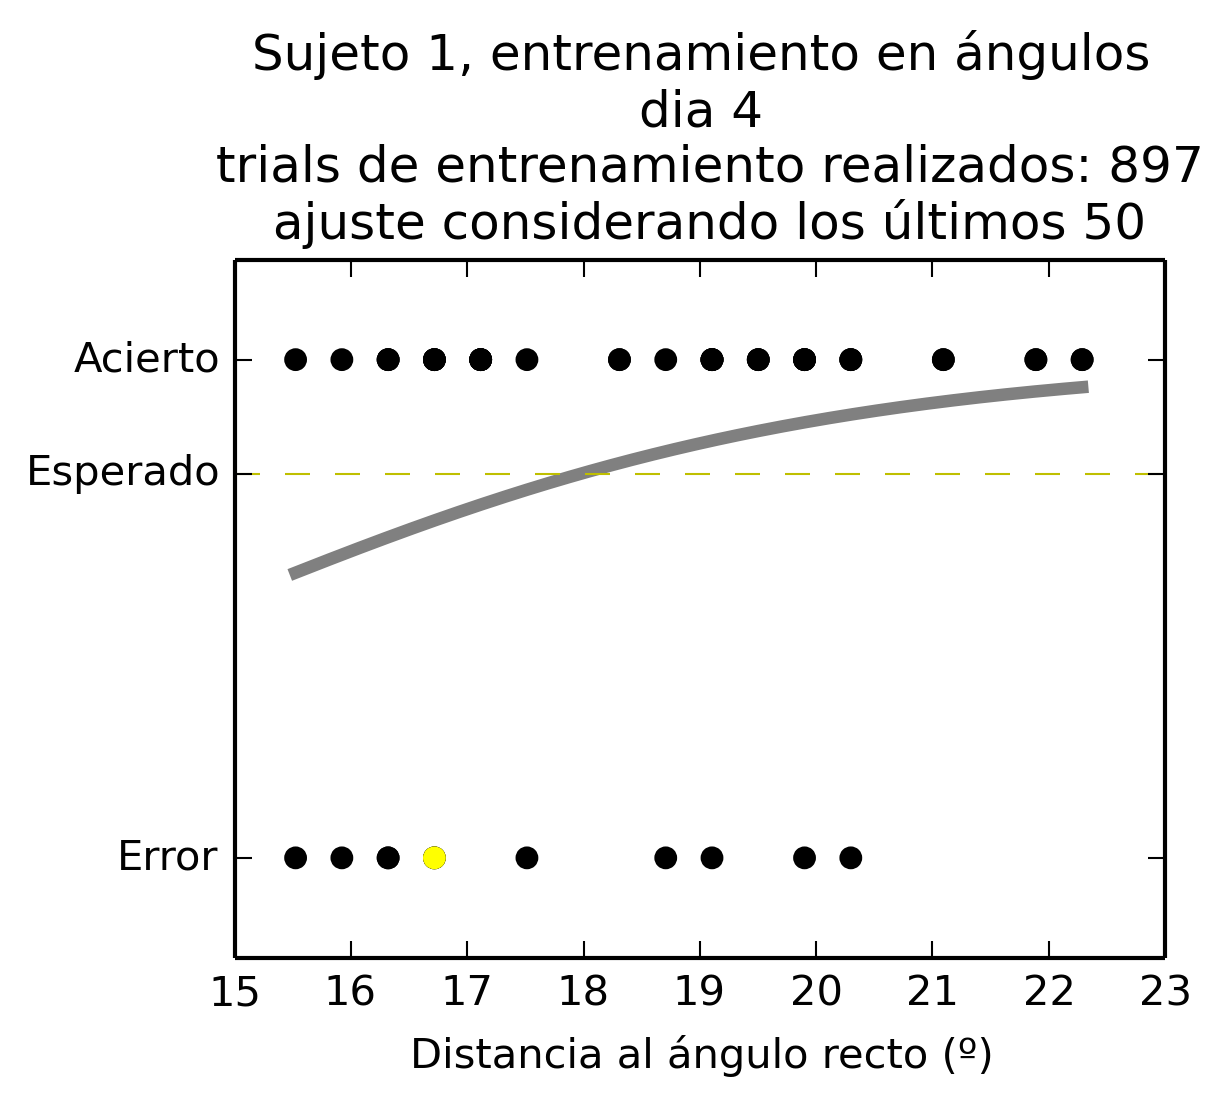 Sujeto 1, entrenamiento en ángulos
dia 4
trials de entrenamiento realizados: 897
ajuste considerando los últimos 50
Acierto
Esperado
Error
15 16 17 18 19 20 21 22 23
Distancia al ángulo recto (º)